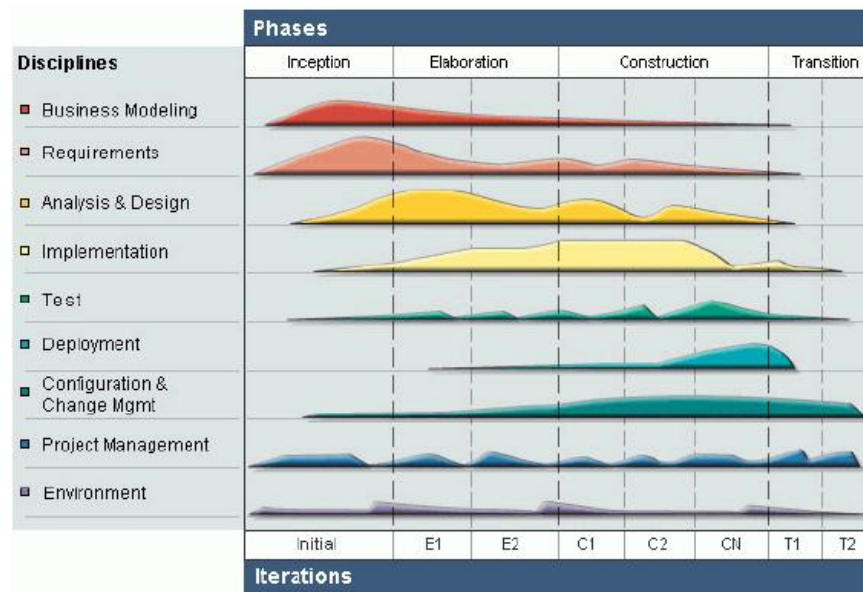 Phases
Disciplines
Inception
Elaboration
Construction
Transition
Business Modeling
Requirements
Analysis & Design
Implementation
Test
Deployment
Configuration &
Change Mgmt
Project Management
Environment
Initial
E1
E2
C1
C2
CN
T1
T2
Iterations